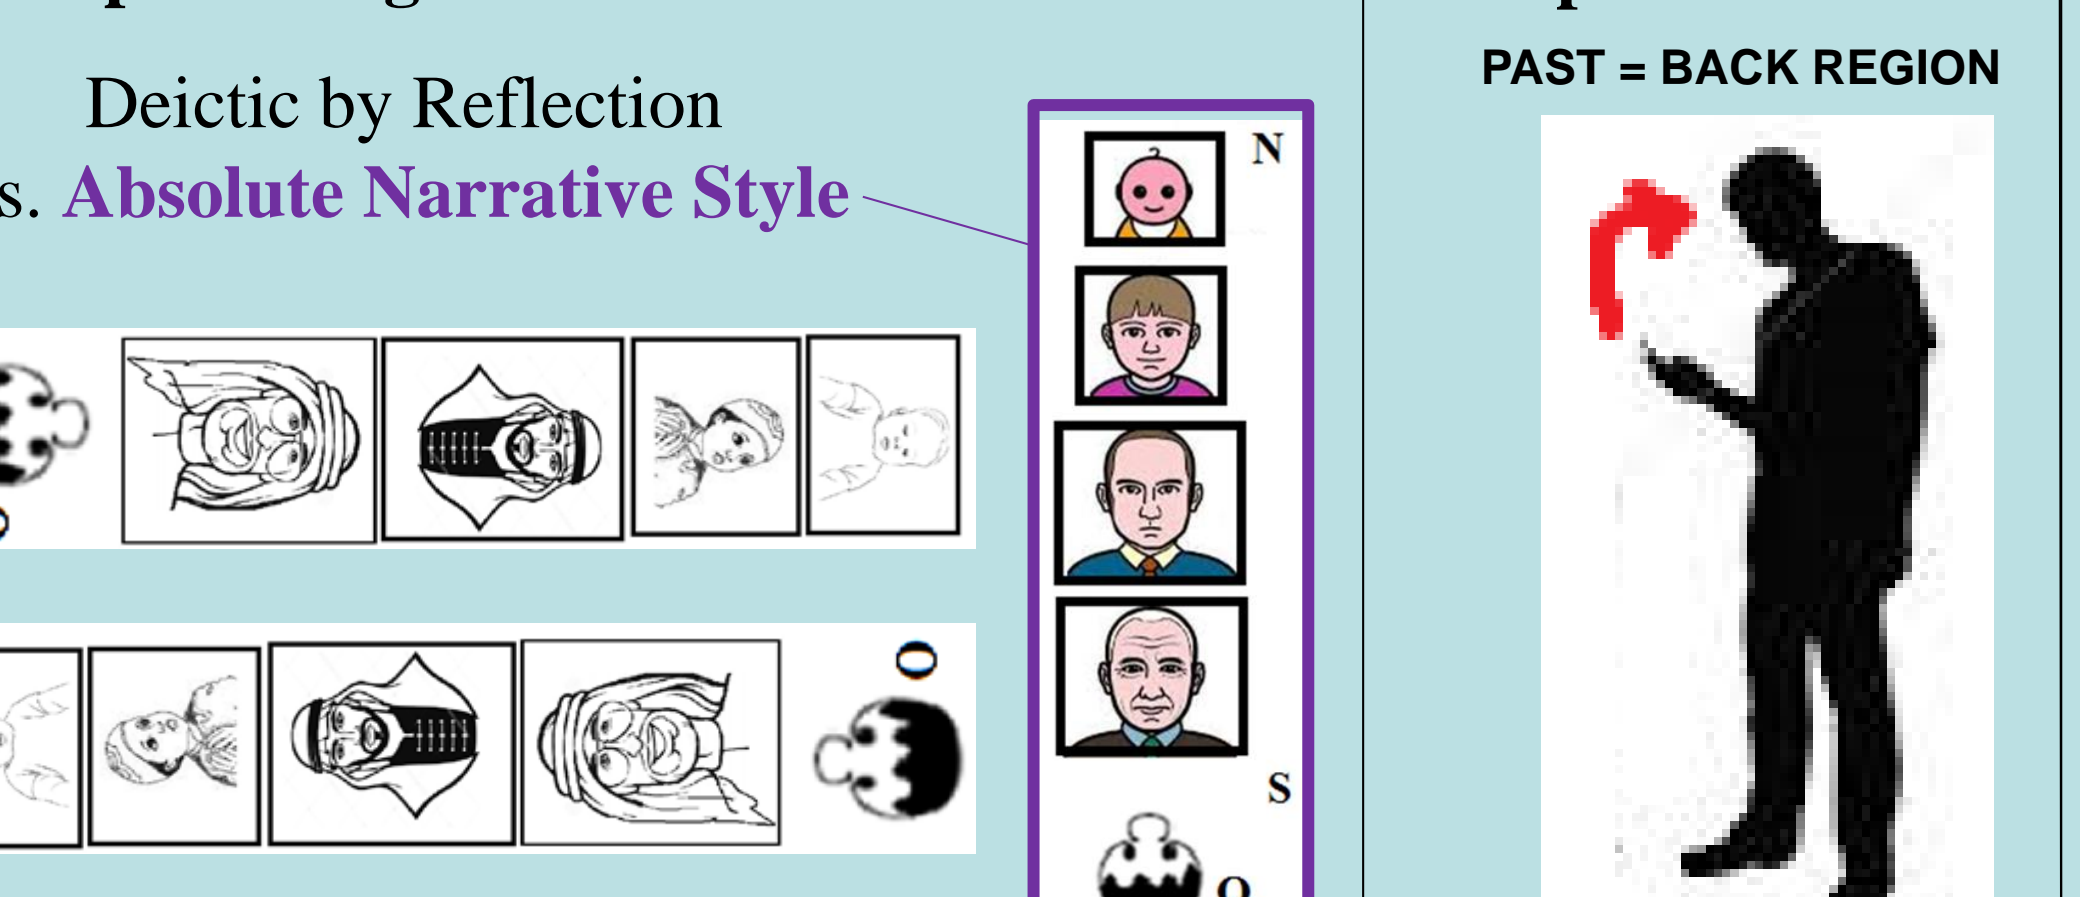 Deictic by Reflection
s. Absolute Narrative Style
N
S
O
O
PAST = BACK REGION